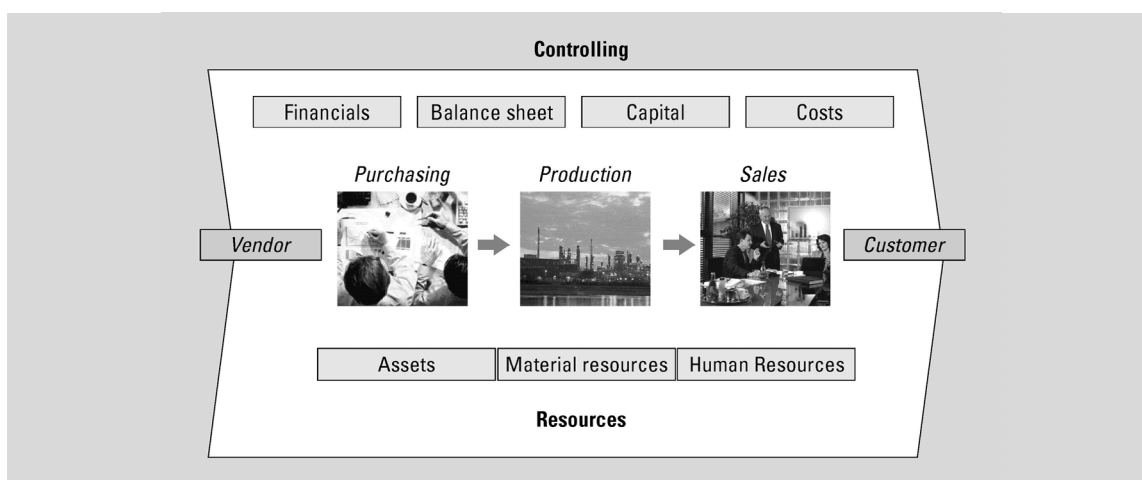 Controlling
Financials
Balance sheet
Capital
Costs
Purchasing
Production
Sales
Vendor
Customer
Assets
Material resources
Human Resources
Resources